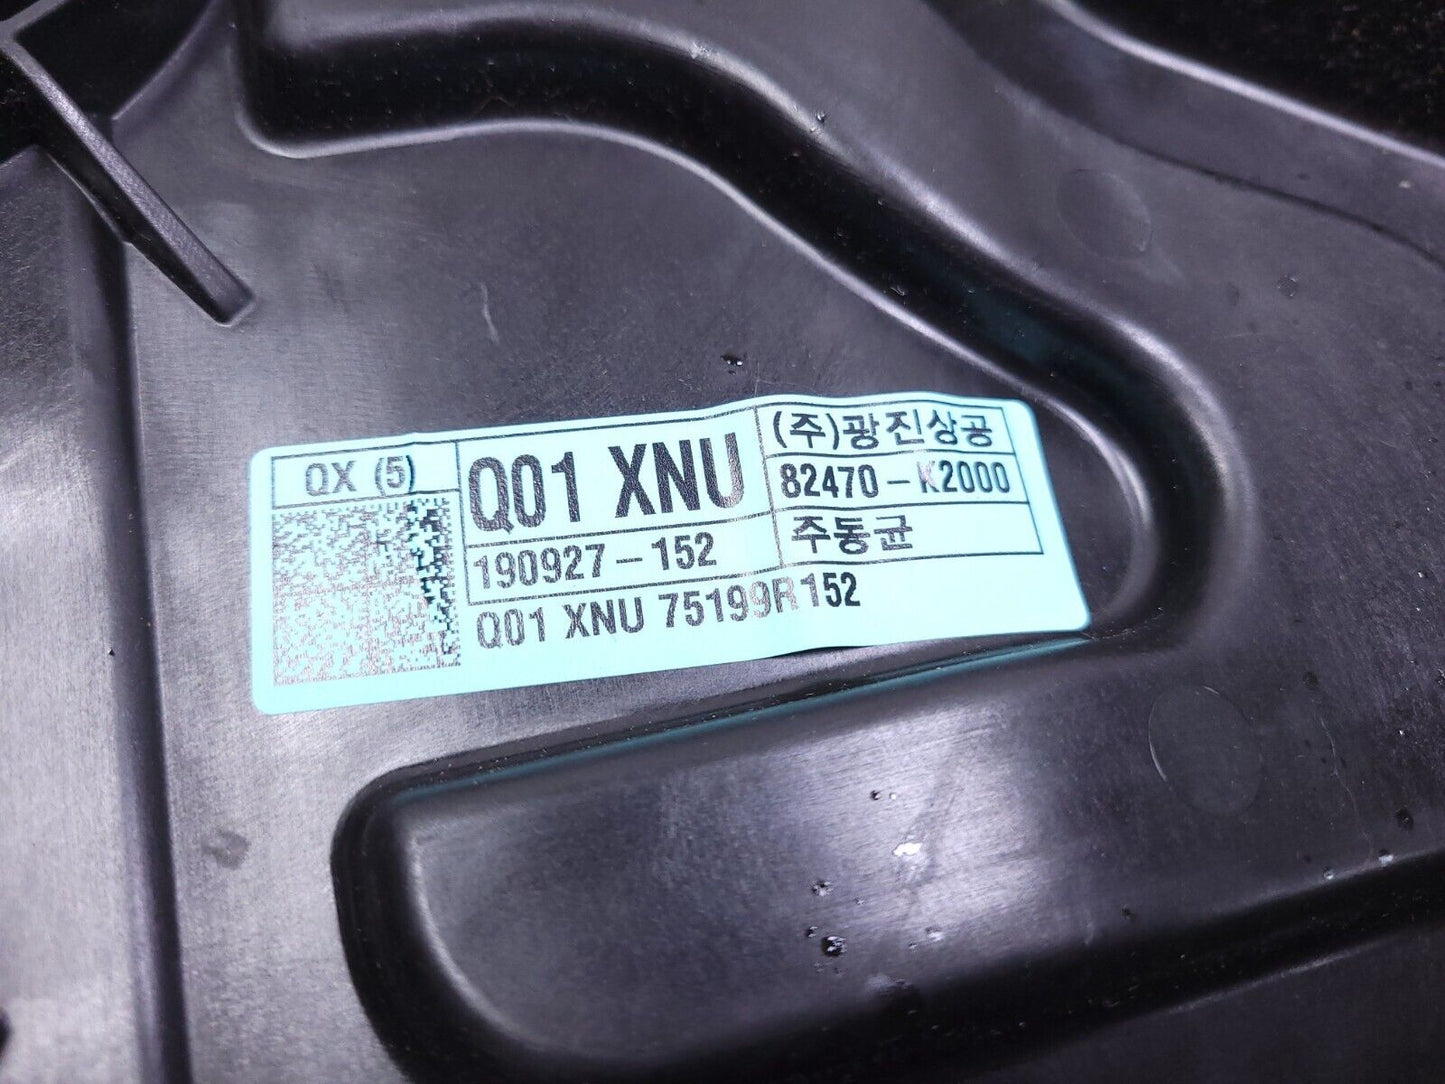 QX (5)
Q01 XNU
(주)광진상공
82470-K2000
190927-152
주동균
Q01 XNU 75199R152